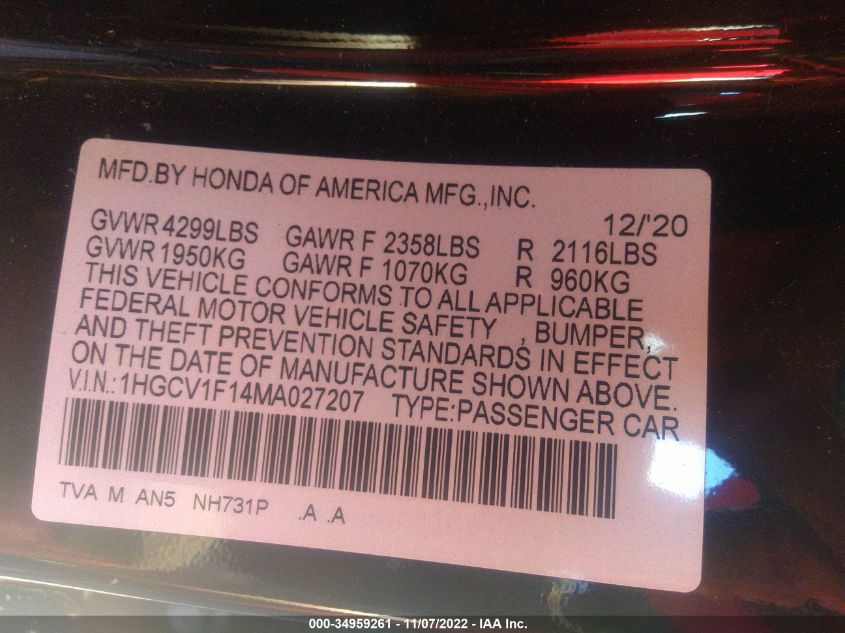 MFD.BY HONDA OF AMERICA MFG.,INC.
12/'20
GVWR 4299LBS GAWR F 2358LBS R 2116LBS
GVWR 1950KG GAWR F 1070KG R 960KG
THIS VEHICLE CONFORMS TO ALL APPLICABLE
FEDERAL MOTOR VEHICLE SAFETY , BUMPER,
AND THEFT PREVENTION STANDARDS IN EFFECT
ON THE DATE OF MANUFACTURE SHOWN ABOVE.
V.I.N.:1HGCV1F14MA027207 TYPE:PASSENGER CAR
TVA M AN5 NH731P .A .A
000-34959261 - 11/07/2022 - IAA Inc.